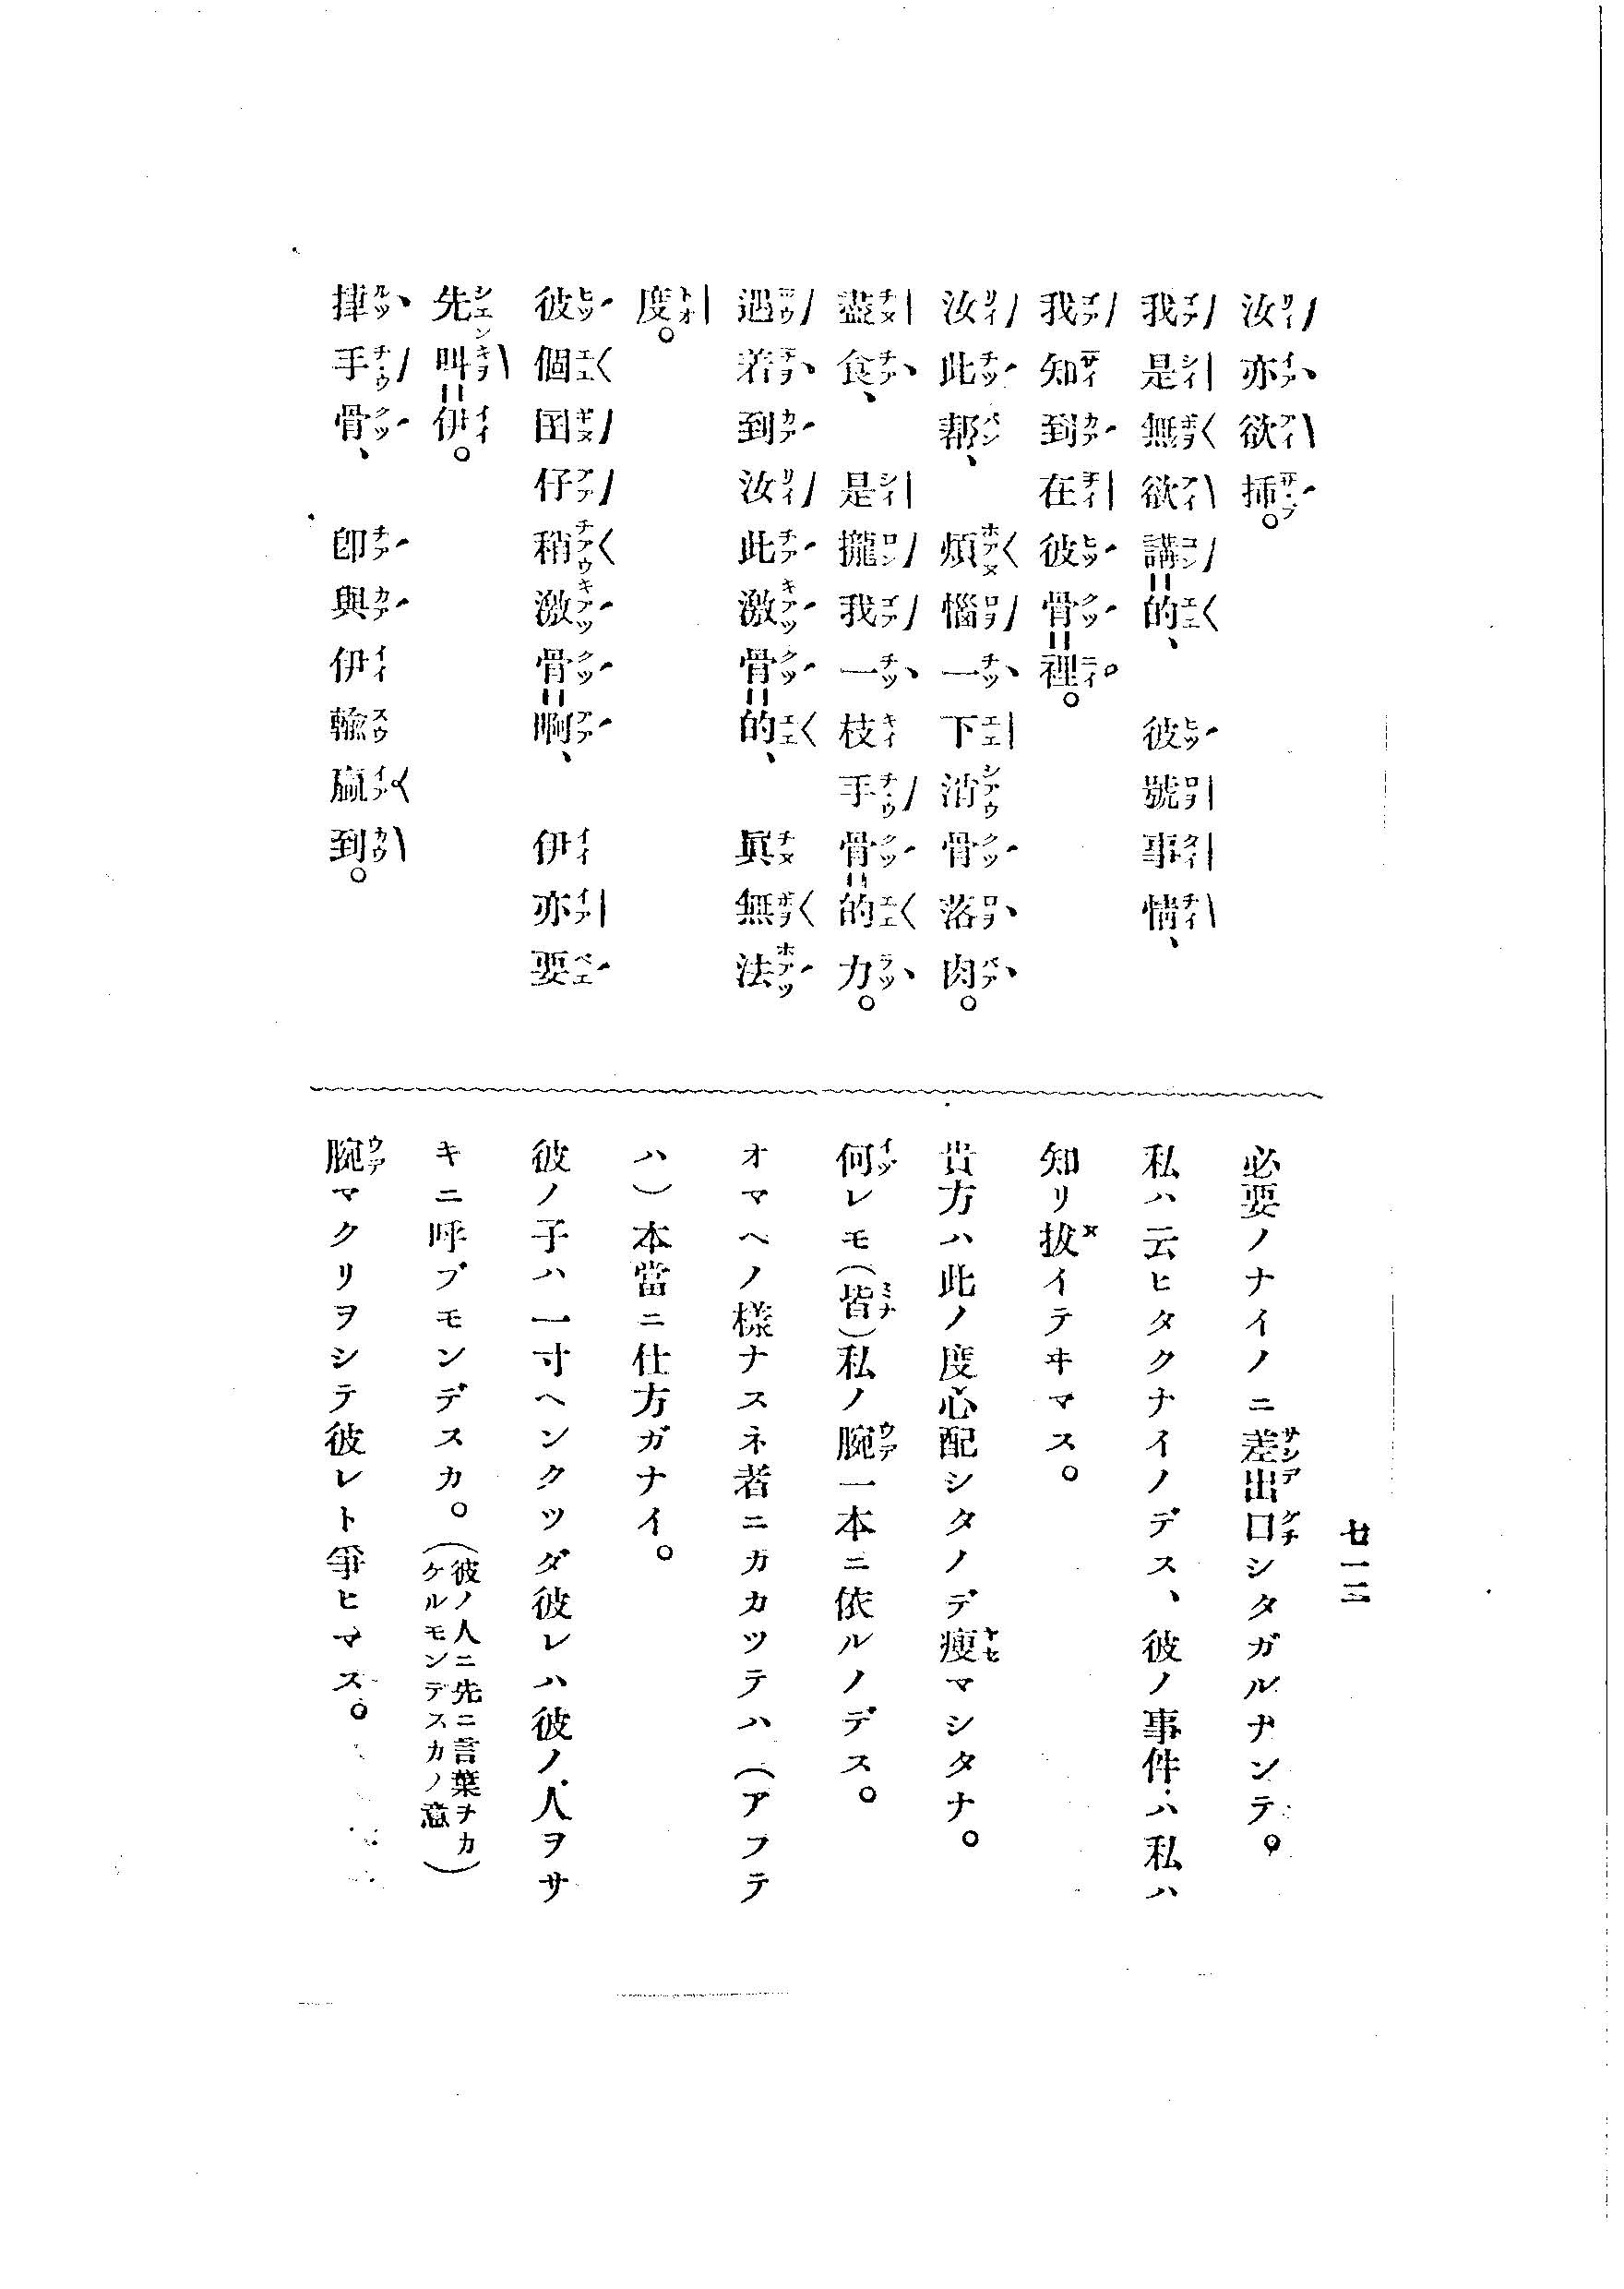 七一三
汝亦欲揷。
我是無欲講=的、彼號事情、
我知到在彼骨=裡。
汝此帮、煩惱一下消骨落肉。
盡食、是攏我一枝手骨=的力。
遇若到汝此激骨=的、眞無法
度。
彼個囝仔稍激骨=啊、伊亦要
先叫=伊。
𢱤手骨、卽與伊輸贏到。
必要ノナイノニ差出口シタガルナンテ。
私ハ云ヒタクナイノデス、彼ノ事件ハ私ハ
知リ拔イテヰマス。
貴方ハ此ノ度心配シタノデ瘦マシタナ。
何レモ(皆)私ノ腕一本ニ依ルノデス。
オマヘノ樣ナスネ者ニカカツテハ(アフテ
ハ)本當ニ仕方ガナイ。
彼ノ子ハ一寸ヘンクツダ彼レハ彼ノ人ヲサ
キニ呼ブモンデスカ。(彼ノ人ニ先ニ言葉ヲカ
ケルモンデスカノ意)
腕マクリヲシテ彼レト爭ヒマス。